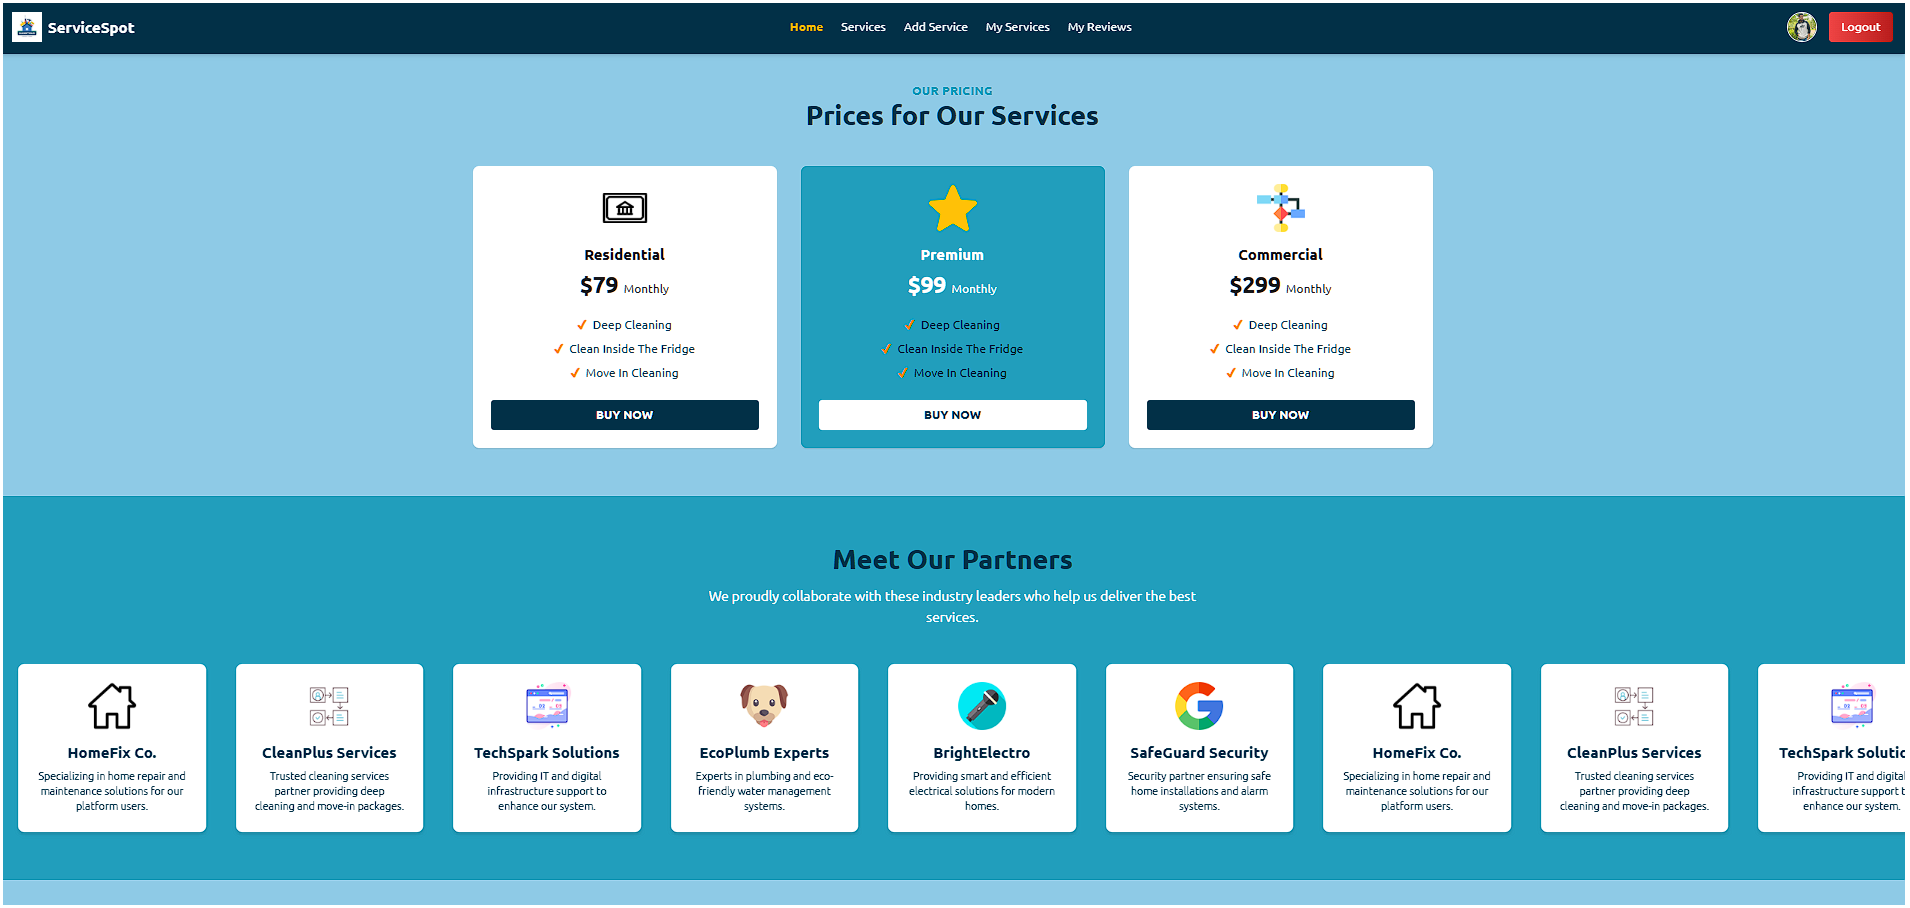 ServiceSpot
Home Services Add Service My Services My Reviews
Logout
OUR PRICING
Prices for Our Services
Residential
$79 Monthly
Deep Cleaning
Clean Inside The Fridge
Move In Cleaning
BUY NOW
Premium
$99 Monthly
Deep Cleaning
Clean Inside The Fridge
Move In Cleaning
BUY NOW
Commercial
$299 Monthly
Deep Cleaning
Clean Inside The Fridge
Move In Cleaning
BUY NOW
Meet Our Partners
We proudly collaborate with these industry leaders who help us deliver the best
services.
HomeFix Co.
Specializing in home repair and
maintenance solutions for our
platform users.
CleanPlus Services
Trusted cleaning services
partner providing deep
cleaning and move-in packages.
TechSpark Solutions
Providing IT and digital
infrastructure support to
enhance our system.
EcoPlumb Experts
Experts in plumbing and eco-
friendly water management
systems.
BrightElectro
Providing smart and efficient
electrical solutions for modern
homes.
SafeGuard Security
Security partner ensuring safe
home installations and alarm
systems.
HomeFix Co.
Specializing in home repair and
maintenance solutions for our
platform users.
CleanPlus Services
Trusted cleaning services
partner providing deep
cleaning and move-in packages.
TechSpark Solutio
Providing IT and digital
infrastructure support t
enhance our system.